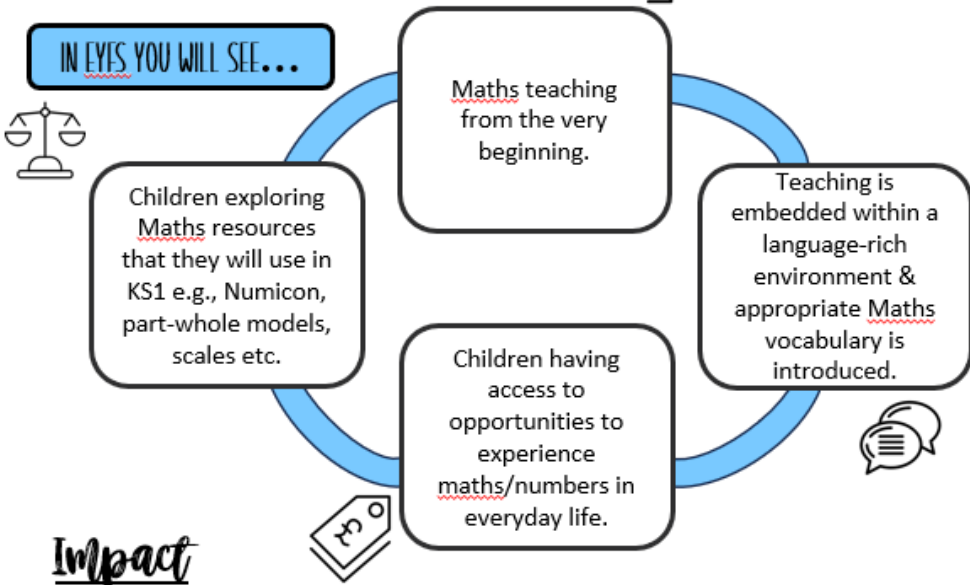 IN EYFS YOU WILL SEE...
Maths teaching
from the very
beginning.
Teaching is
embedded within a
language-rich
environment &
appropriate Maths
vocabulary is
introduced.
Children having
access to
opportunities to
experience
maths/numbers in
everyday life.
Children exploring
Maths resources
that they will use in
KS1 e.g., Numicon,
part-whole models,
scales etc.
£
Impact